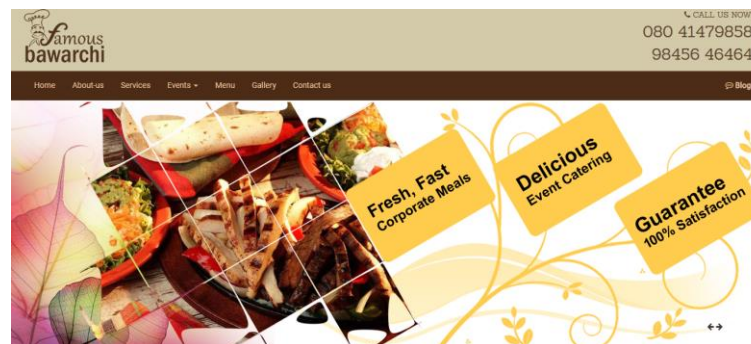 famous
bawarchi
CALL US NOW
080 41479858
98456 46464
Home About-us Services Events Menu Gallery Contact us Blog
Fresh, Fast
Corporate Meals
Delicious
Event Catering
Guarantee
100% Satisfaction